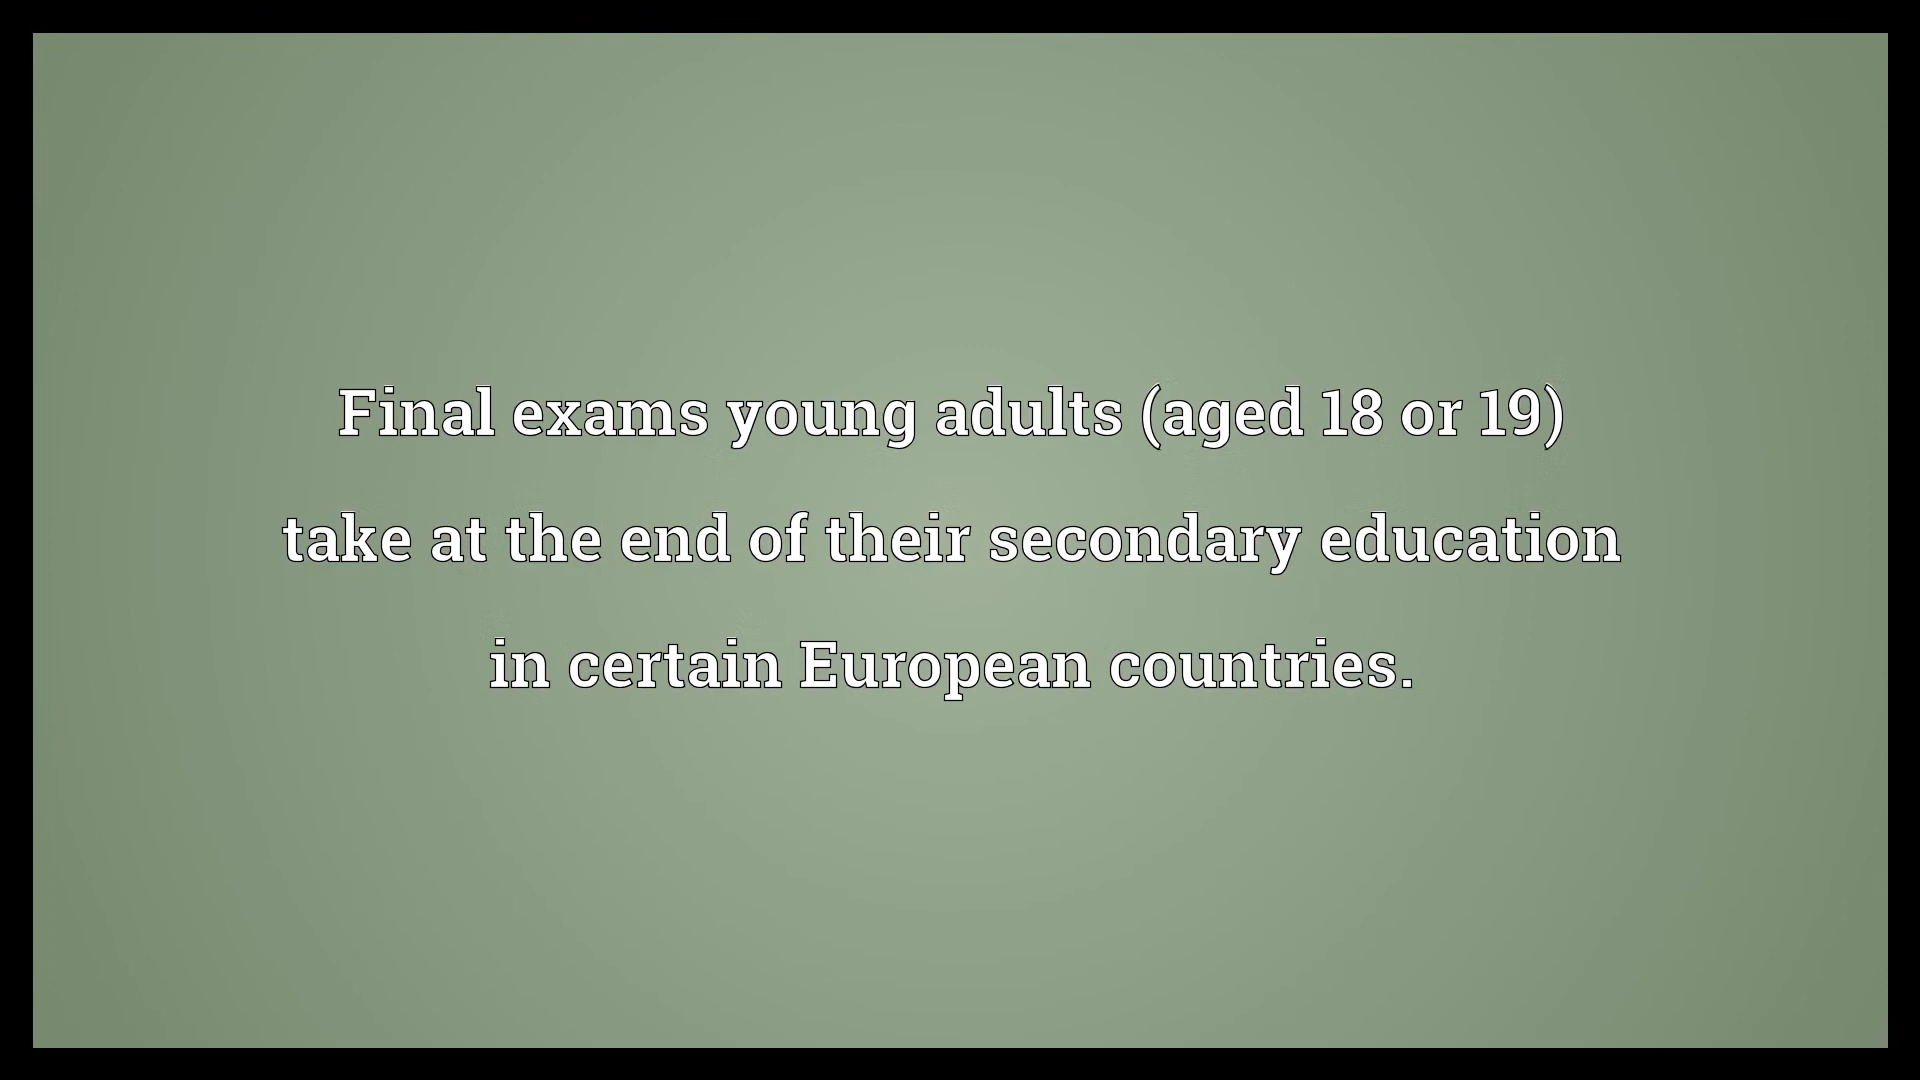 Final exams young adults (aged 18 or 19)
take at the end of their secondary education
in certain European countries.